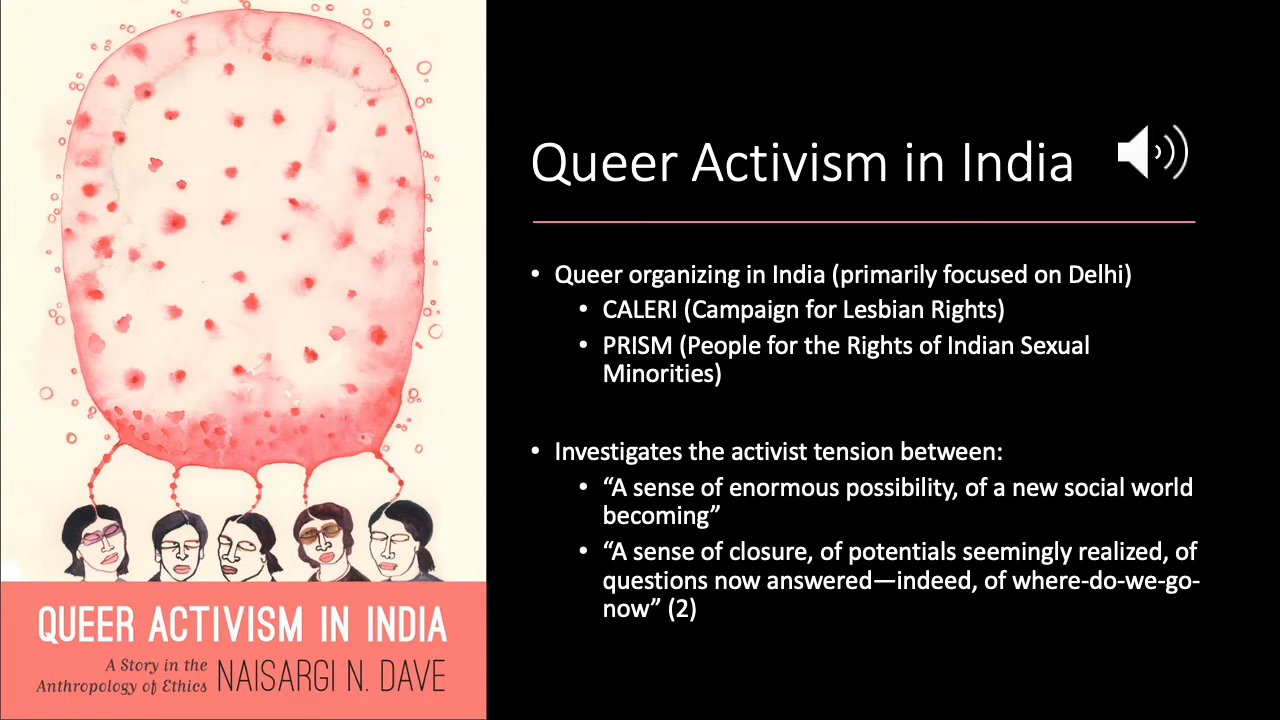 QUEER ACTIVISM IN INDIA
A Story in the
Anthropology of Ethics
NAISARGI N. DAVE
Queer Activism in India
• Queer organizing in India (primarily focused on Delhi)
• CALERI (Campaign for Lesbian Rights)
• PRISM (People for the Rights of Indian Sexual
Minorities)
• Investigates the activist tension between:
• “A sense of enormous possibility, of a new social world
becoming”
• “A sense of closure, of potentials seemingly realized, of
questions now answered—indeed, of where-do-we-go-
now” (2)